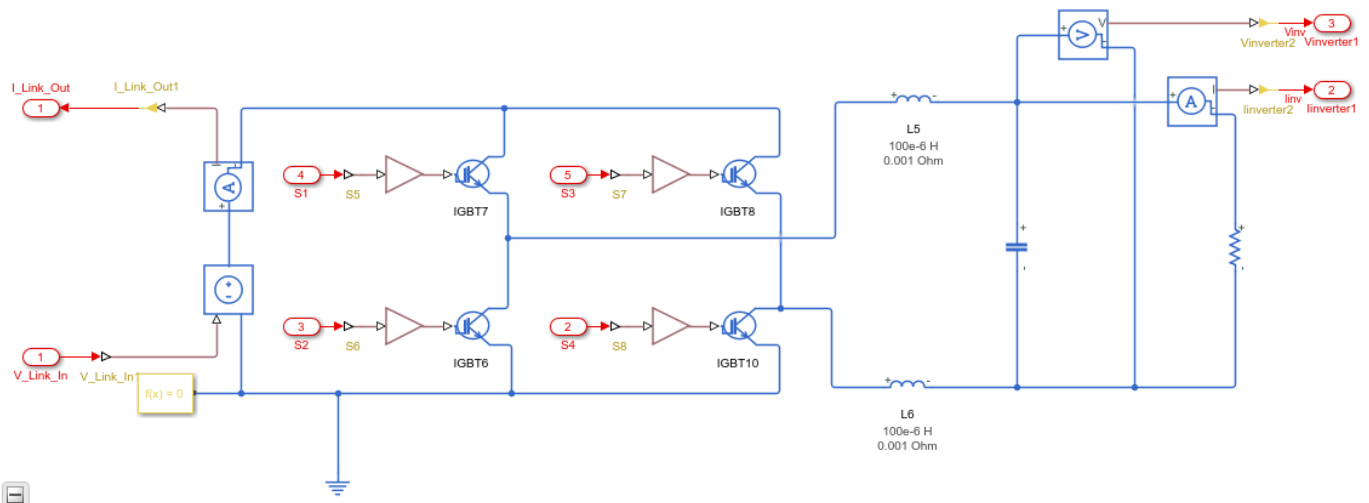 V
3
Vinverter2
Vinv
Vinverter1
I_Link_Out
1
I_Link_Out1
A
I
2
Iinverter2
Iinv
Iinverter1
L5
100e-6 H
0.001 Ohm
4
S1
S5
IGBT7
5
S3
S7
IGBT8
A
3
S2
S6
IGBT6
2
S4
S8
IGBT10
1
V_Link_In
V_Link_In1
f(x) = 0
L6
100e-6 H
0.001 Ohm